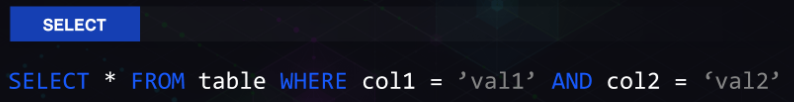 SELECT
SELECT * FROM table WHERE col1 = ’val1’ AND col2 = ‘val2’